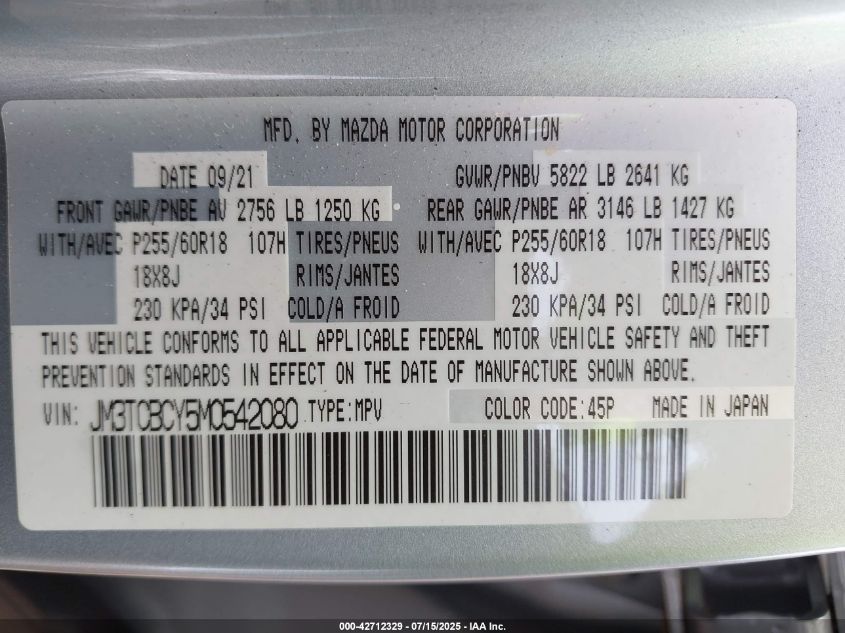 MFD. BY MAZDA MOTOR CORPORATION
DATE 09/21 GVWR/PNBV 5822 LB 2641 KG
FRONT GAWR/PNBE AV 2756 LB 1250 KG REAR GAWR/PNBE AR 3146 LB 1427 KG
WITH/AVEC P255/60R18 107H TIRES/PNEUS WITH/AVEC P255/60R18 107H TIRES/PNEUS
18X8J RIMS/JANTES 18X8J RIMS/JANTES
230 KPA/34 PSI COLD/A FROID 230 KPA/34 PSI COLD/A FROID
THIS VEHICLE CONFORMS TO ALL APPLICABLE FEDERAL MOTOR VEHICLE SAFETY AND THEFT
PREVENTION STANDARDS IN EFFECT ON THE DATE OF MANUFACTURE SHOWN ABOVE.
VIN: JM3TCBCY5M0542080 TYPE:MPV COLOR CODE:45P MADE IN JAPAN
000-42712329 - 07/15/2025 - IAA Inc.